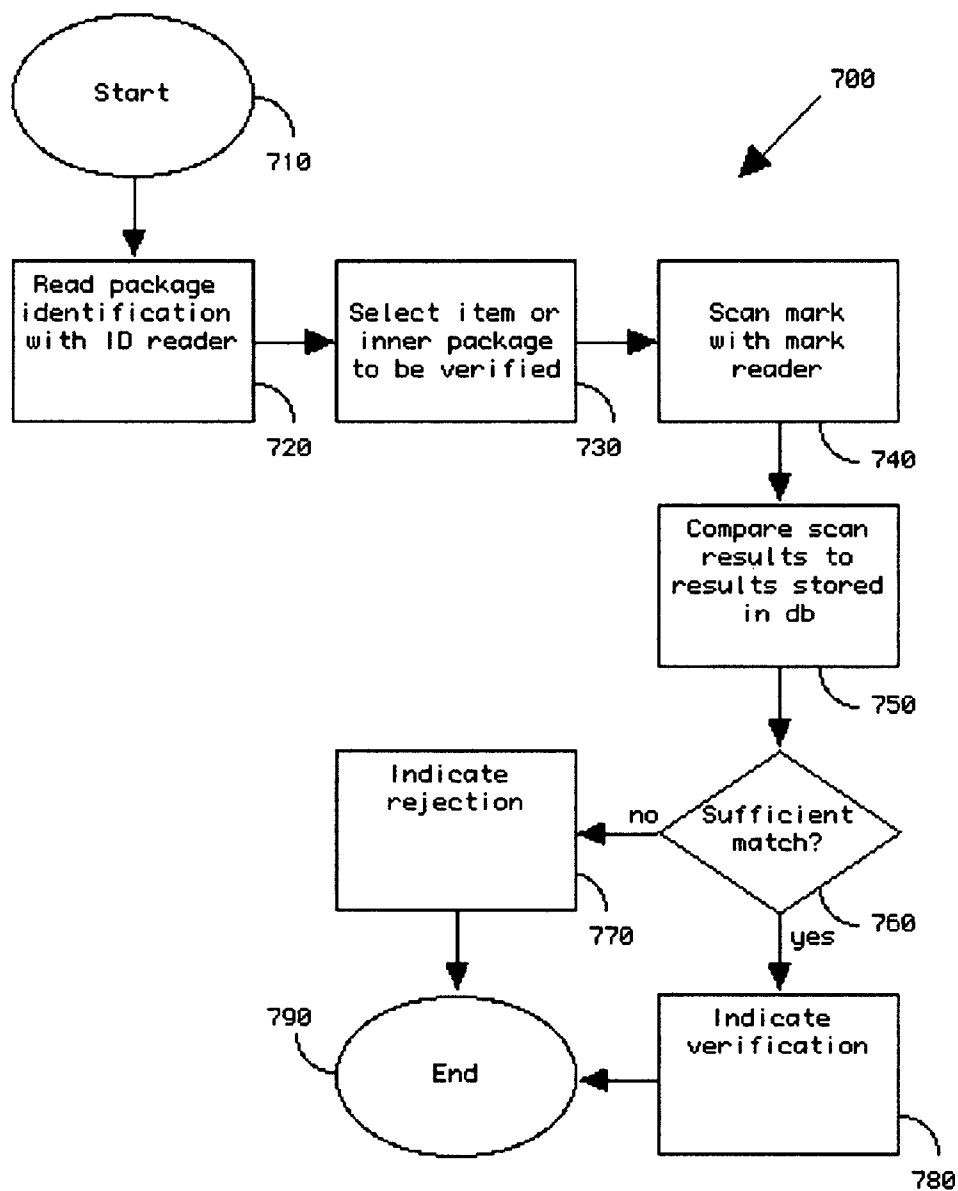 Start
700
710
Read package
identification
with ID reader
Select item or
inner package
to be verified
Scan mark
with mark
reader
720
730
740
Compare scan
results to
results stored
in db
750
Indicate
rejection
no
Sufficient
match?
770
760
yes
790
End
Indicate
verification
780